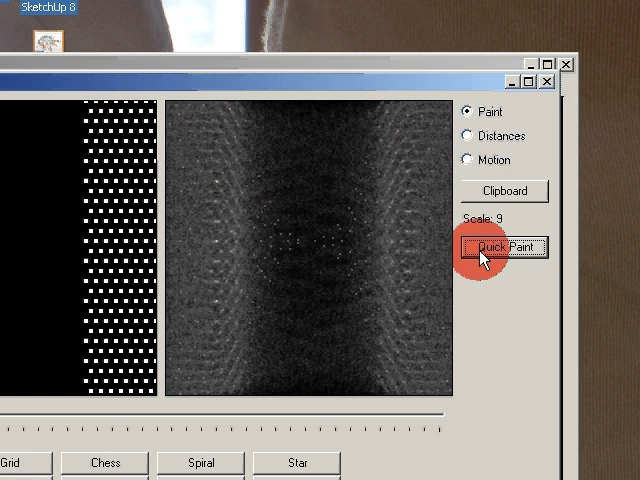 SketchUp 8
Paint
Distances
Motion
Clipboard
Scale: 9
Quick Paint
Grid
Chess
Spiral
Star